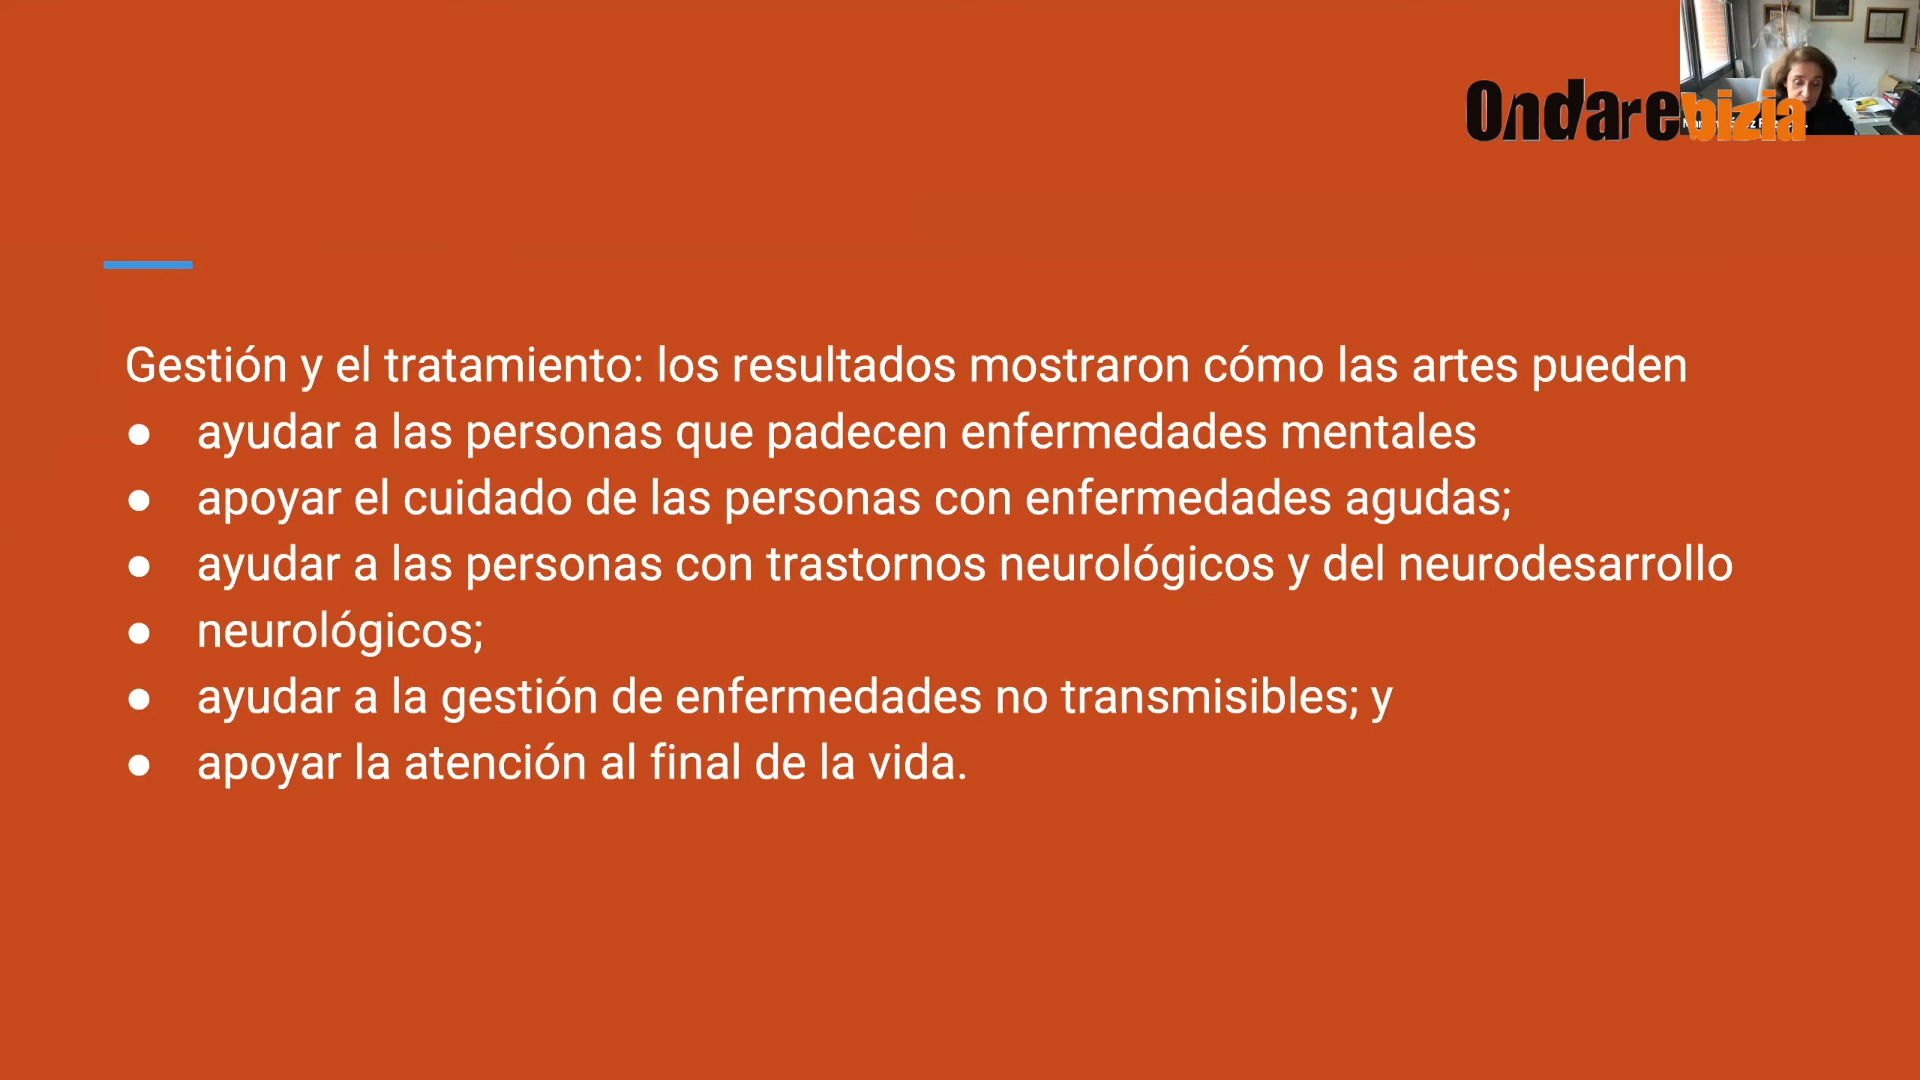 Ondarebizia
Gestión y el tratamiento: los resultados mostraron cómo las artes pueden
● ayudar a las personas que padecen enfermedades mentales
● apoyar el cuidado de las personas con enfermedades agudas;
● ayudar a las personas con trastornos neurológicos y del neurodesarrollo
● neurológicos;
● ayudar a la gestión de enfermedades no transmisibles; y
● apoyar la atención al final de la vida.